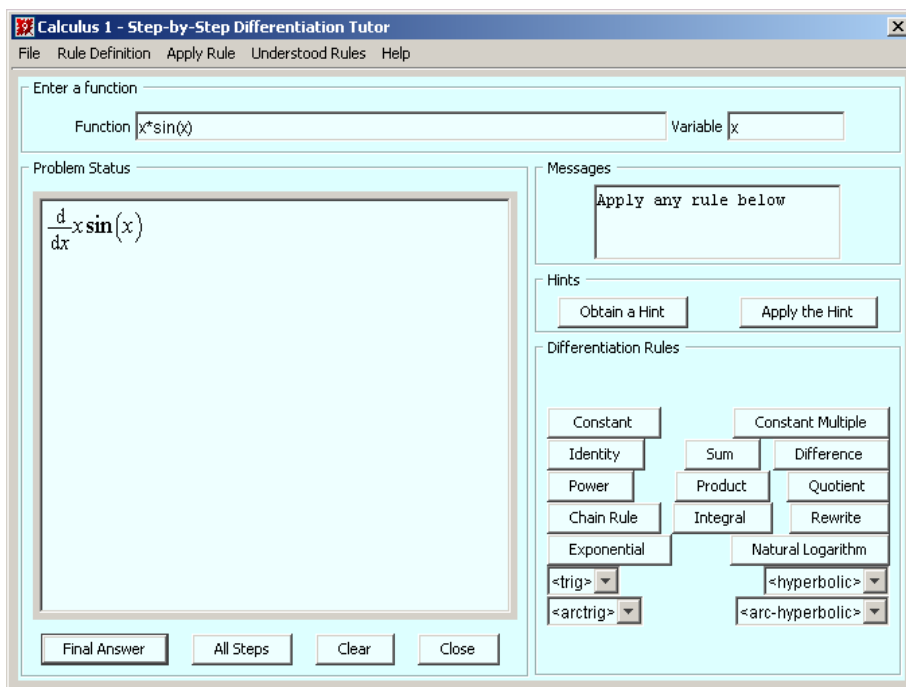 Calculus 1 - Step-by-Step Differentiation Tutor
File Rule Definition Apply Rule Understood Rules Help
Enter a function
Function x*sin(x) Variable x
Problem Status
d/dx x sin(x)
Messages
Apply any rule below
Hints
Obtain a Hint Apply the Hint
Differentiation Rules
Constant Constant Multiple
Identity Sum Difference
Power Product Quotient
Chain Rule Integral Rewrite
Exponential Natural Logarithm
<trig> <hyperbolic>
<arctrig> <arc-hyperbolic>
Final Answer All Steps Clear Close